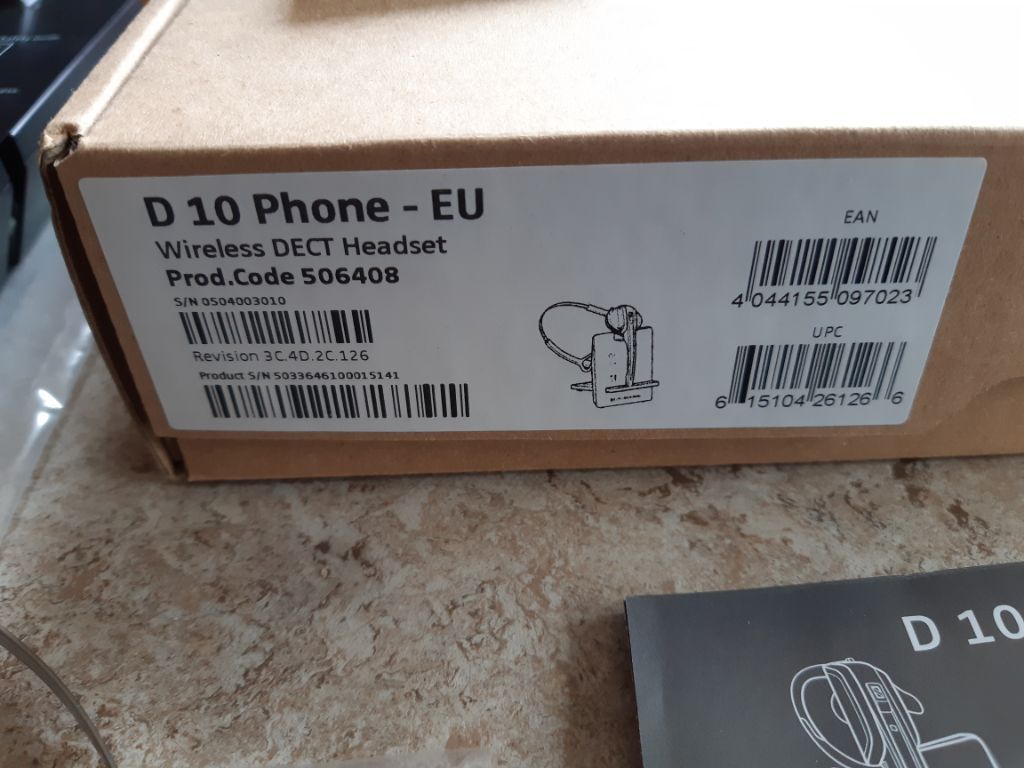 D 10 Phone - EU
Wireless DECT Headset
Prod.Code 506408
S/N 0504003010
Revision 3C.4D.2C.126
Product S/N 5033646100015141
EAN
4 044155 097023
UPC
6 15104 26126 6
D 10